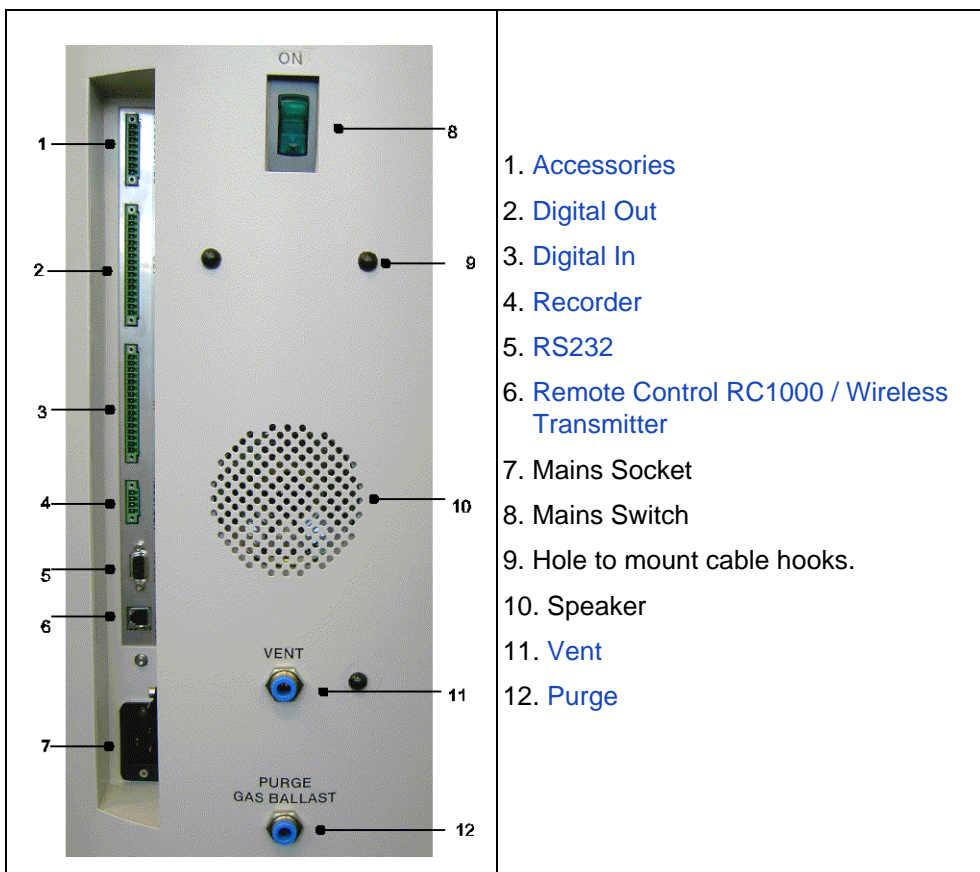 ON
1
2
3
4
5
6
7
8
9
10
VENT
11
PURGE
GAS BALLAST
12
1. Accessories
2. Digital Out
3. Digital In
4. Recorder
5. RS232
6. Remote Control RC1000 / Wireless
Transmitter
7. Mains Socket
8. Mains Switch
9. Hole to mount cable hooks.
10. Speaker
11. Vent
12. Purge